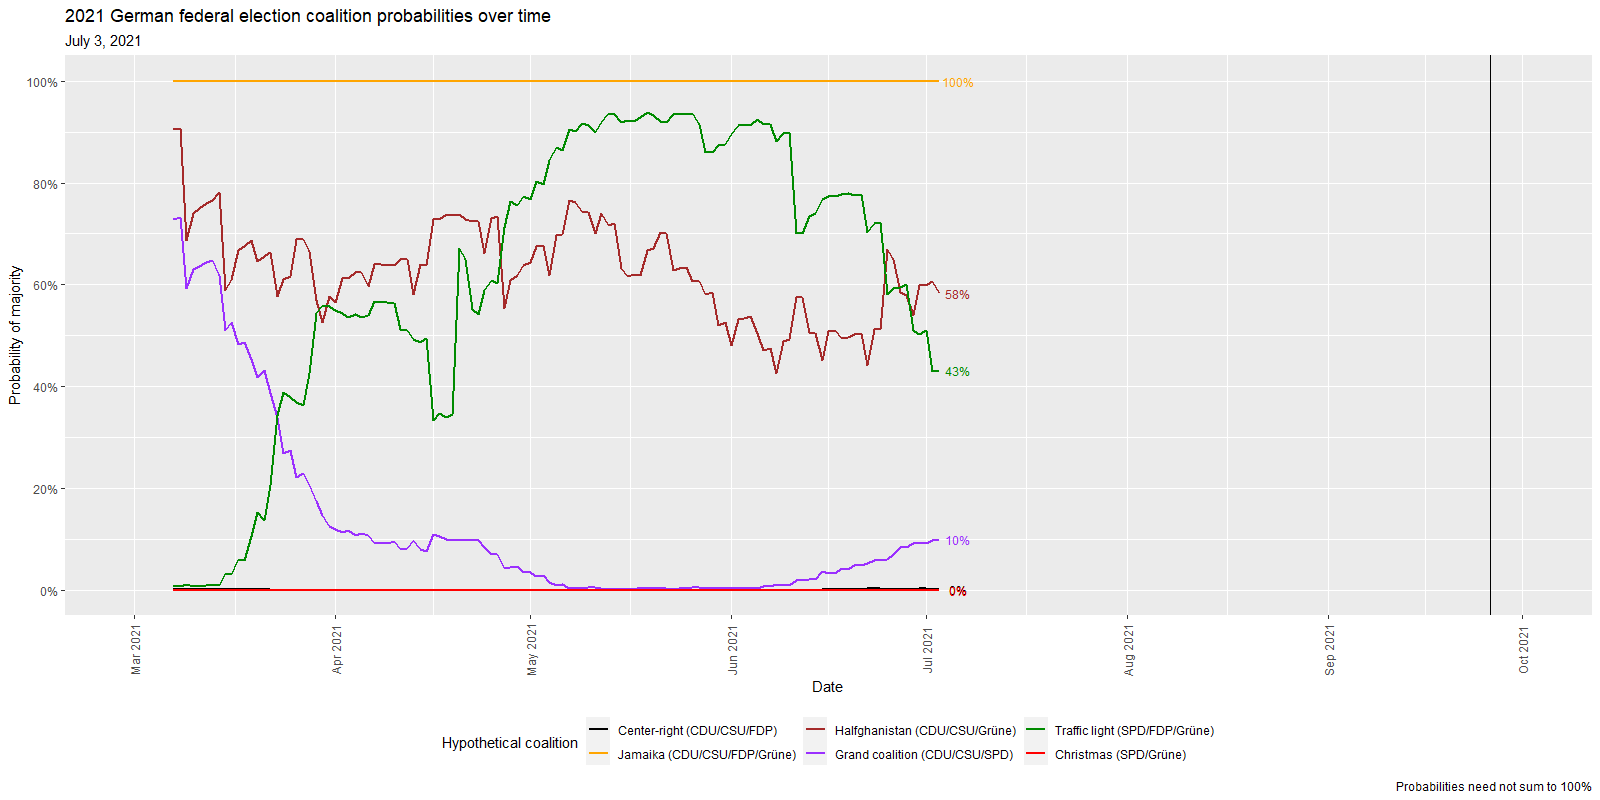 2021 German federal election coalition probabilities over time
July 3, 2021
Probability of majority
100%
80%
60%
40%
20%
0%
100%
58%
43%
10%
0%
Mar 2021
Apr 2021
May 2021
Jun 2021
Jul 2021
Aug 2021
Sep 2021
Oct 2021
Date
Hypothetical coalition
Center-right (CDU/CSU/FDP)
Halfghanistan (CDU/CSU/Grüne)
Traffic light (SPD/FDP/Grüne)
Jamaika (CDU/CSU/FDP/Grüne)
Grand coalition (CDU/CSU/SPD)
Christmas (SPD/Grüne)
Probabilities need not sum to 100%